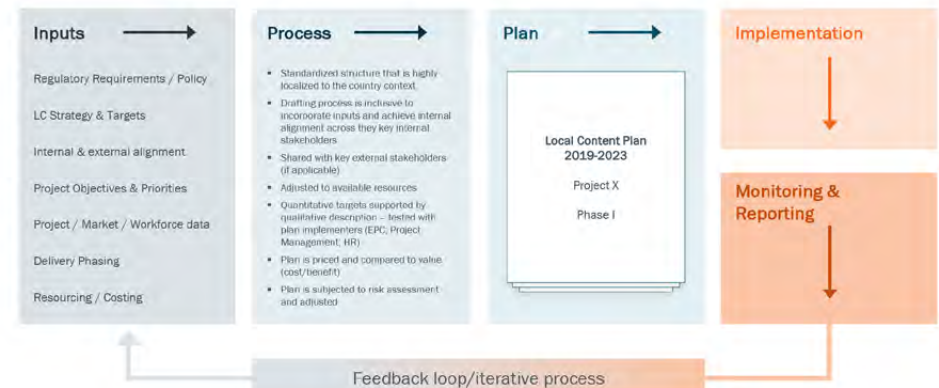 Inputs
Regulatory Requirements / Policy
LC Strategy & Targets
Internal & external alignment
Project Objectives & Priorities
Project / Market / Workforce data
Delivery Phasing
Resourcing / Costing
Process
• Standardized structure that is highly
localized to the country context
• Drafting process is inclusive to
incorporate inputs and achieve internal
alignment across they key internal
stakeholders
• Shared with key external stakeholders
(if applicable)
• Adjusted to available resources
• Quantitative targets supported by
qualitative description – tested with
plan implementers (EPC, Project
Management, HR)
• Plan is priced and compared to value
(cost/benefit)
• Plan is subjected to risk assessment
and adjusted
Plan
Local Content Plan
2019-2023
Project X
Phase I
Implementation
Monitoring &
Reporting
Feedback loop/iterative process